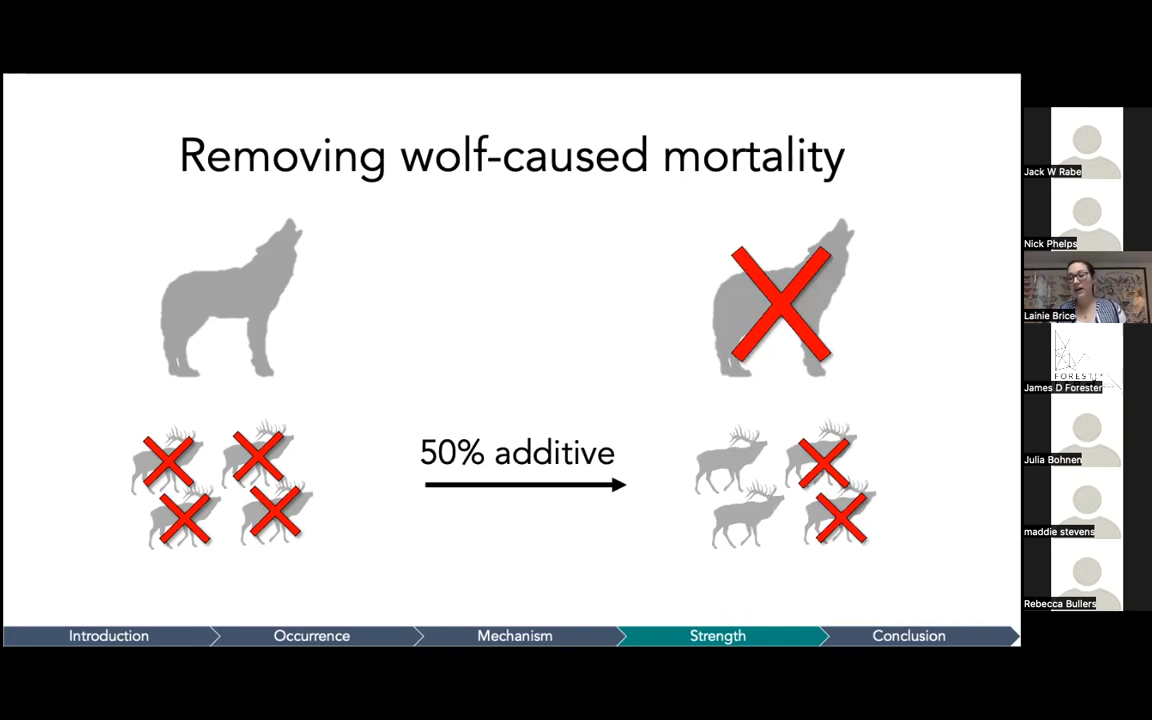 Removing wolf-caused mortality
50% additive
Introduction
Occurrence
Mechanism
Strength
Conclusion
Jack W Rabe
Nick Phelps
Lainie Brice
FOREST
James D Forester
Julia Bohnen
maddie stevens
Rebecca Bullers